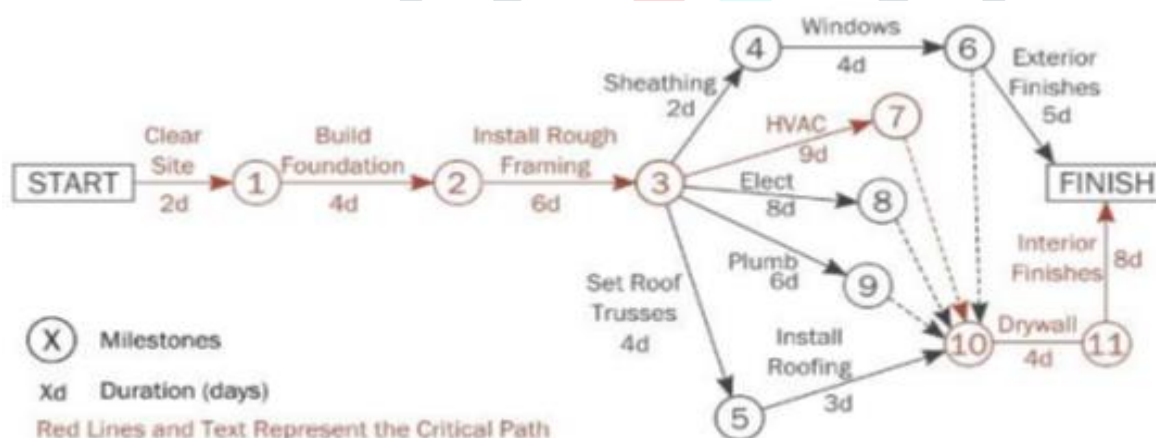 START
Clear
Site
2d
1
Build
Foundation
4d
2
Install Rough
Framing
6d
3
Sheathing
2d
4
Windows
4d
6
Exterior
Finishes
5d
HVAC
9d
7
Elect
8d
8
Plumb
6d
9
Set Roof
Trusses
4d
5
Install
Roofing
3d
10
Drywall
4d
11
Interior
Finishes
8d
FINISH
X Milestones
Xd Duration (days)
Red Lines and Text Represent the Critical Path